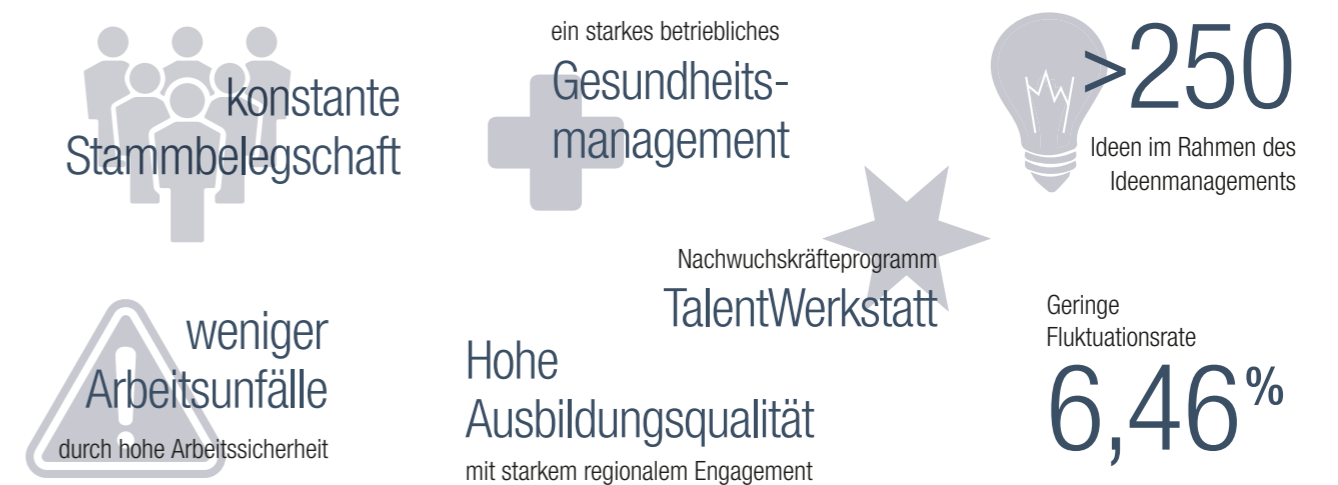 konstante
Stammbelegschaft
ein starkes betriebliches
Gesundheits-
management
>250
Ideen im Rahmen des
Ideenmanagements
Nachwuchskräfteprogramm
TalentWerkstatt
weniger
Arbeitsunfälle
durch hohe Arbeitssicherheit
Hohe
Ausbildungsqualität
mit starkem regionalem Engagement
Geringe
Fluktuationsrate
6,46%